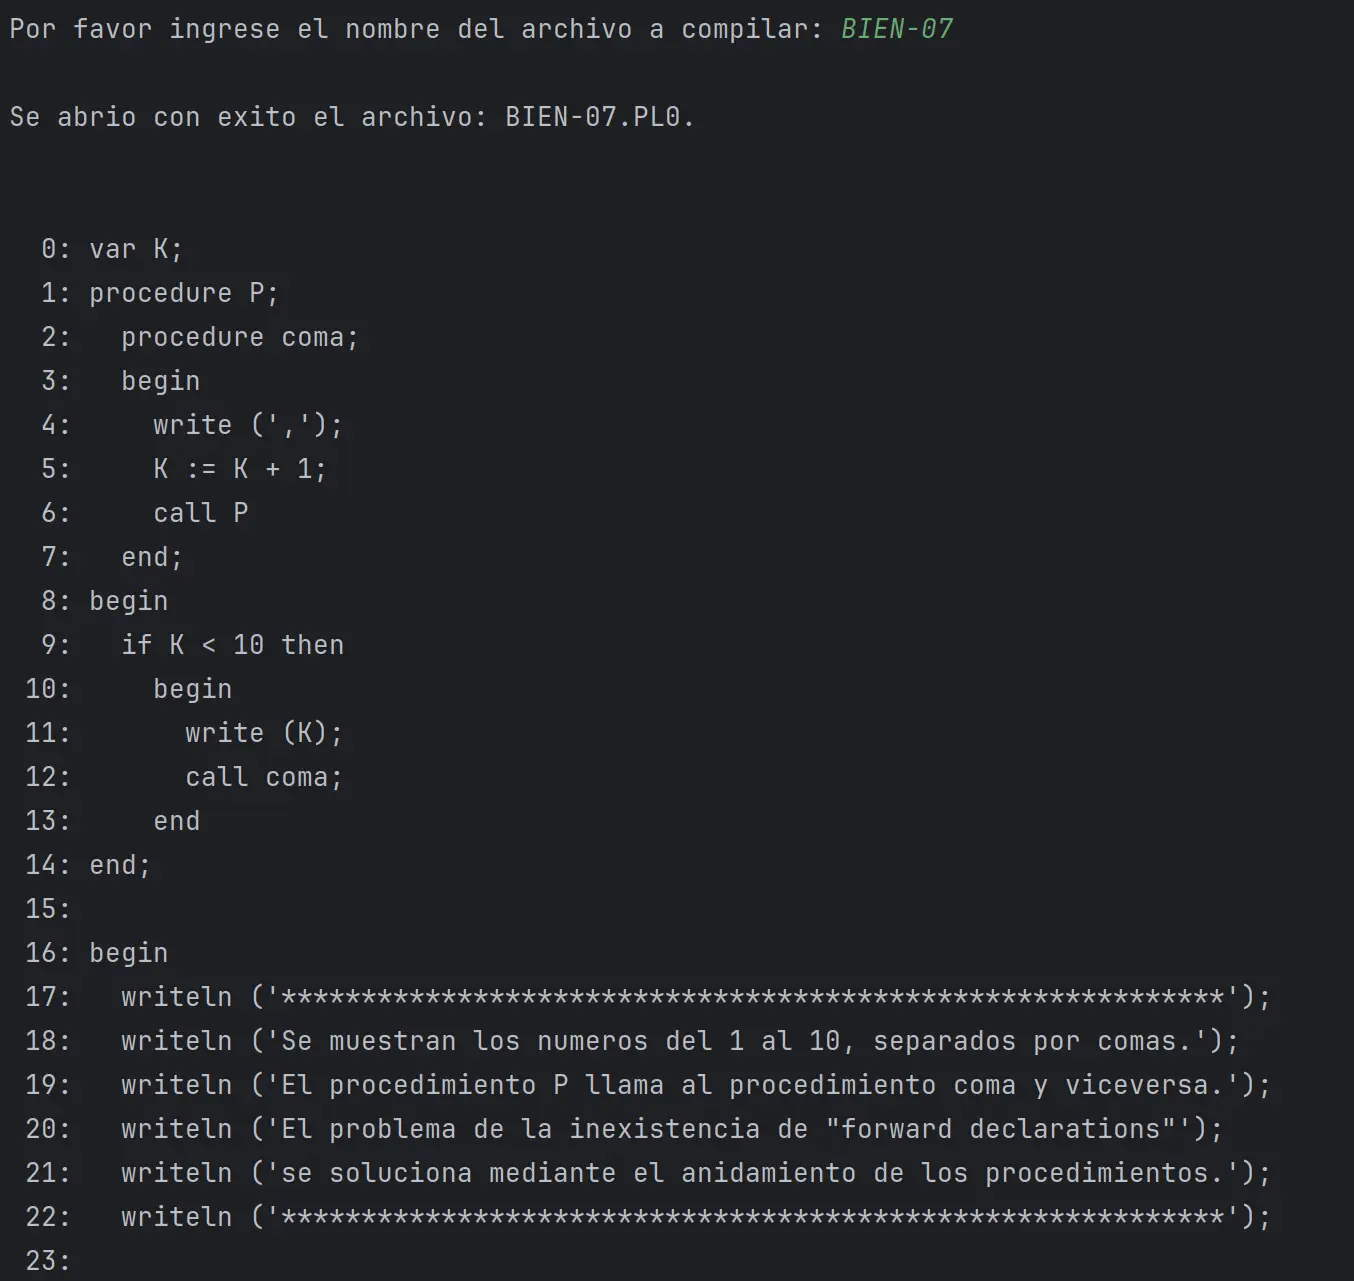 Por favor ingrese el nombre del archivo a compilar: BIEN-07
Se abrio con exito el archivo: BIEN-07.PL0.
0: var K;
1: procedure P;
2:   procedure coma;
3:   begin
4:     write (',');
5:     K := K + 1;
6:     call P
7:   end;
8: begin
9:   if K < 10 then
10:     begin
11:       write (K);
12:       call coma;
13:     end
14: end;
15:
16: begin
17:   writeln ('***********************************************************');
18:   writeln ('Se muestran los numeros del 1 al 10, separados por comas.');
19:   writeln ('El procedimiento P llama al procedimiento coma y viceversa.');
20:   writeln ('El problema de la inexistencia de "forward declarations"');
21:   writeln ('se soluciona mediante el anidamiento de los procedimientos.');
22:   writeln ('***********************************************************');
23: